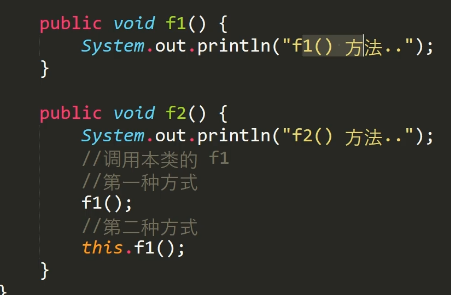 public void f1() {
System.out.println("f1() 方法..");
}
public void f2() {
System.out.println("f2() 方法..");
//调用本类的 f1
//第一种方式
f1();
//第二种方式
this.f1();
}
}